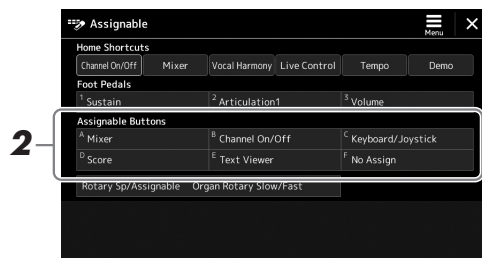 Assignable
Menu
Home Shortcuts
Channel On/Off Mixer Vocal Harmony Live Control Tempo Demo
Foot Pedals
1 Sustain 2 Articulation1 3 Volume
Assignable Buttons
A Mixer B Channel On/Off C Keyboard/Joystick
2
D Score E Text Viewer F No Assign
Rotary Sp/Assignable Organ Rotary Slow/Fast